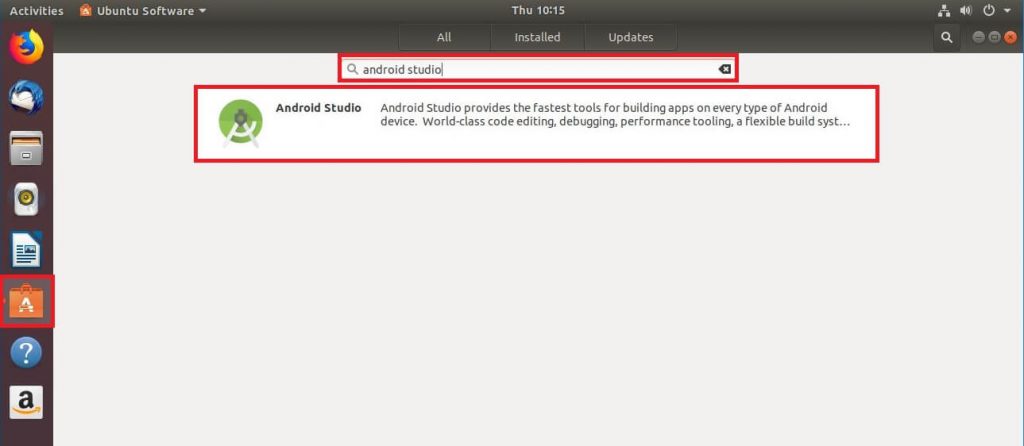 Activities Ubuntu Software Thu 10:15
All Installed Updates
android studio
Android Studio Android Studio provides the fastest tools for building apps on every type of Android
device. World-class code editing, debugging, performance tooling, a flexible build syst...